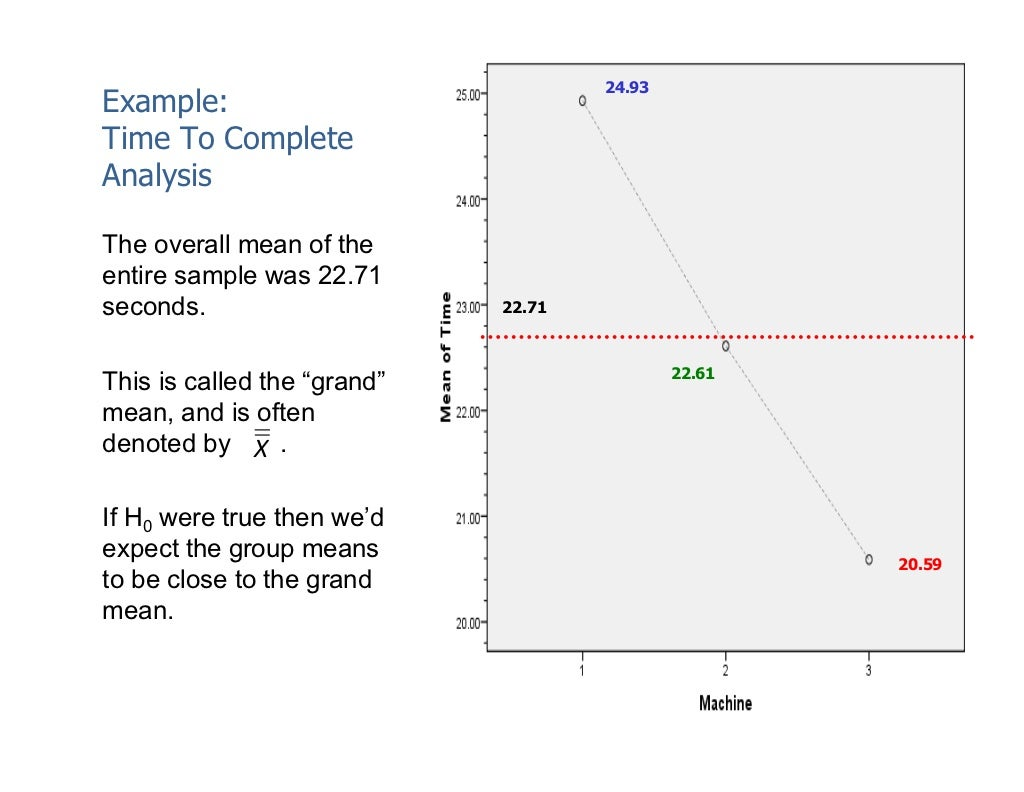 Example:
Time To Complete
Analysis
The overall mean of the
entire sample was 22.71
seconds.
This is called the “grand”
mean, and is often
denoted by x̿ .
If H₀ were true then we’d
expect the group means
to be close to the grand
mean.
Mean of Time
25.00
24.00
23.00
22.00
21.00
20.00
24.93
22.71
22.61
20.59
1
2
3
Machine